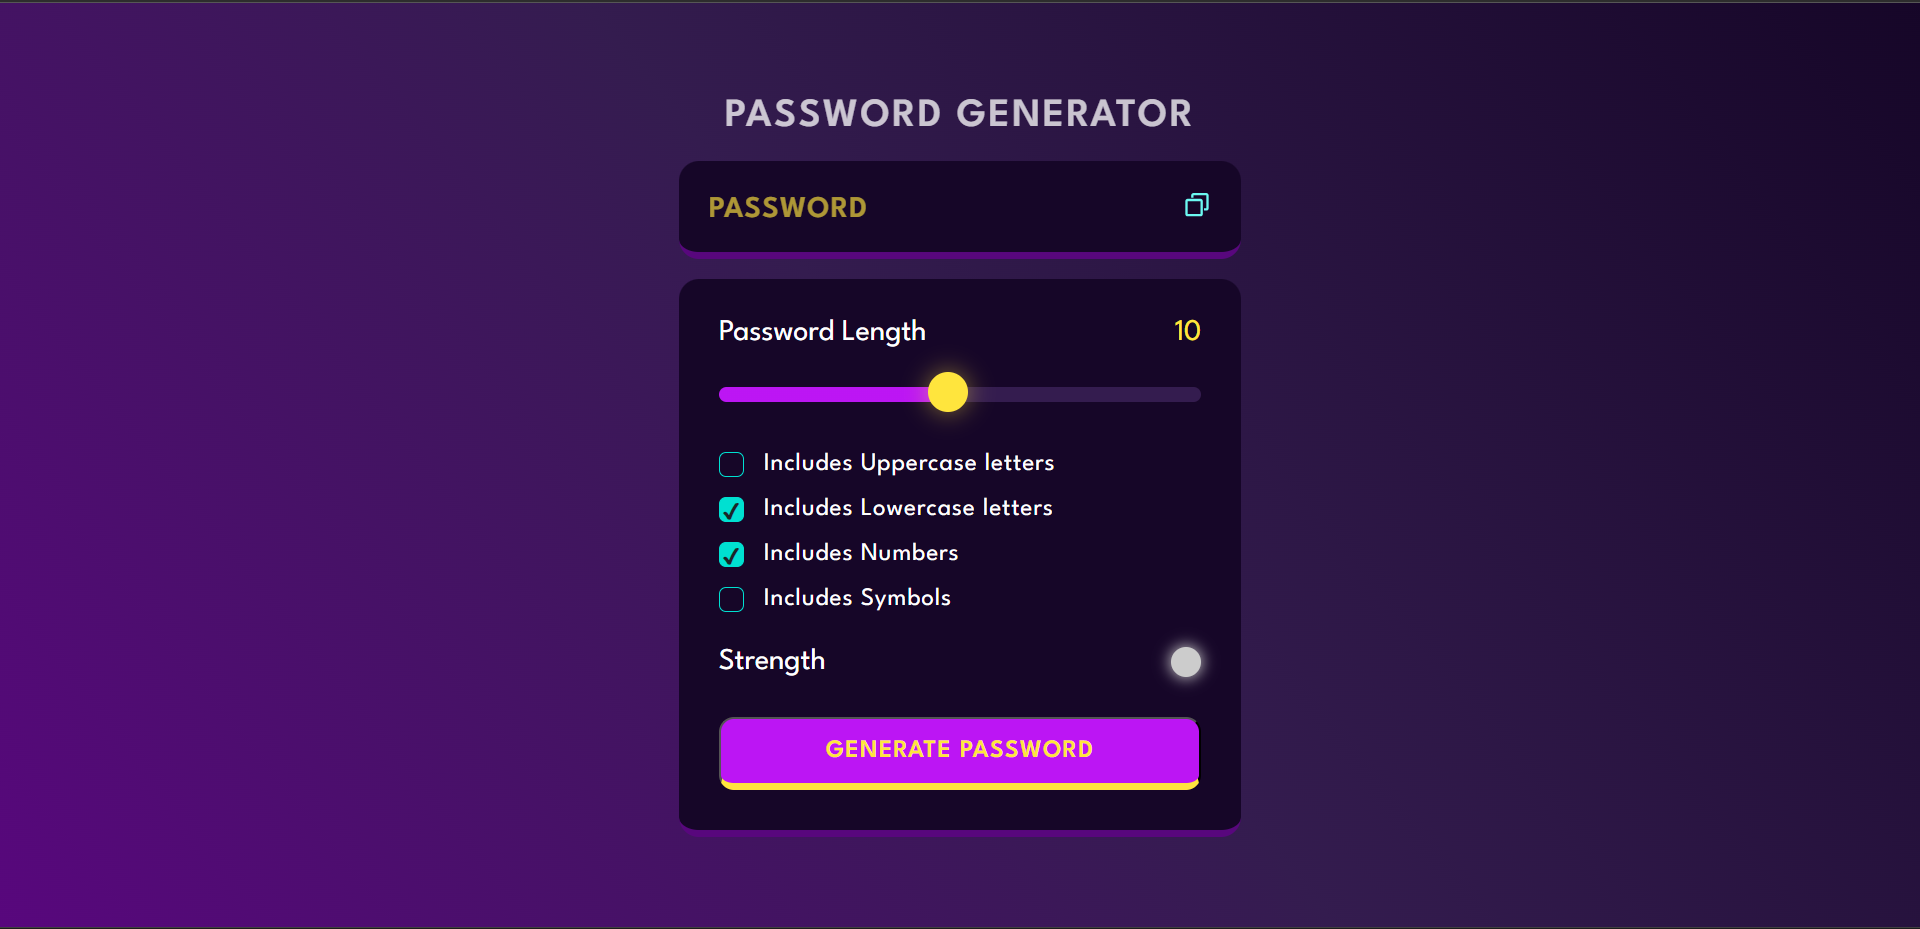 PASSWORD GENERATOR
PASSWORD
Password Length 10
Includes Uppercase letters
Includes Lowercase letters
Includes Numbers
Includes Symbols
Strength
GENERATE PASSWORD